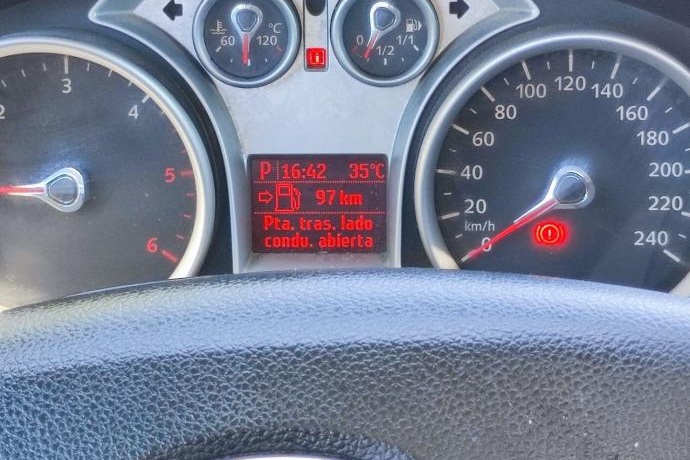 60 120 °C
0 1/2 1/1
2 3 4 5 6
P 16:42 35°C
97 km
Pta. tras. lado
condu. abierta
0 20 40 60 80 100 120 140 160 180 200 220 240
km/h